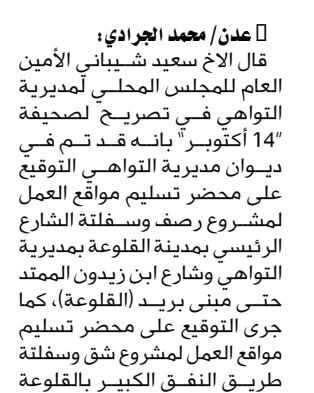 عدن/ محمد الجرادي:
قال الاخ سعيد شيباني الأمين
العام للمجلس المحلي لمديرية
التواهي في تصريح لصحيفة
"14 أكتوبر" بانه قد تم في
ديوان مديرية التواهي التوقيع
على محضر تسليم مواقع العمل
لمشروع رصف وسفلتة الشارع
الرئيسي بمدينة القلوعة بمديرية
التواهي وشارع ابن زيدون الممتد
حتى مبنى بريد (القلوعة)، كما
جرى التوقيع على محضر تسليم
مواقع العمل لمشروع شق وسفلتة
طريق النفق الكبير بالقلوعة